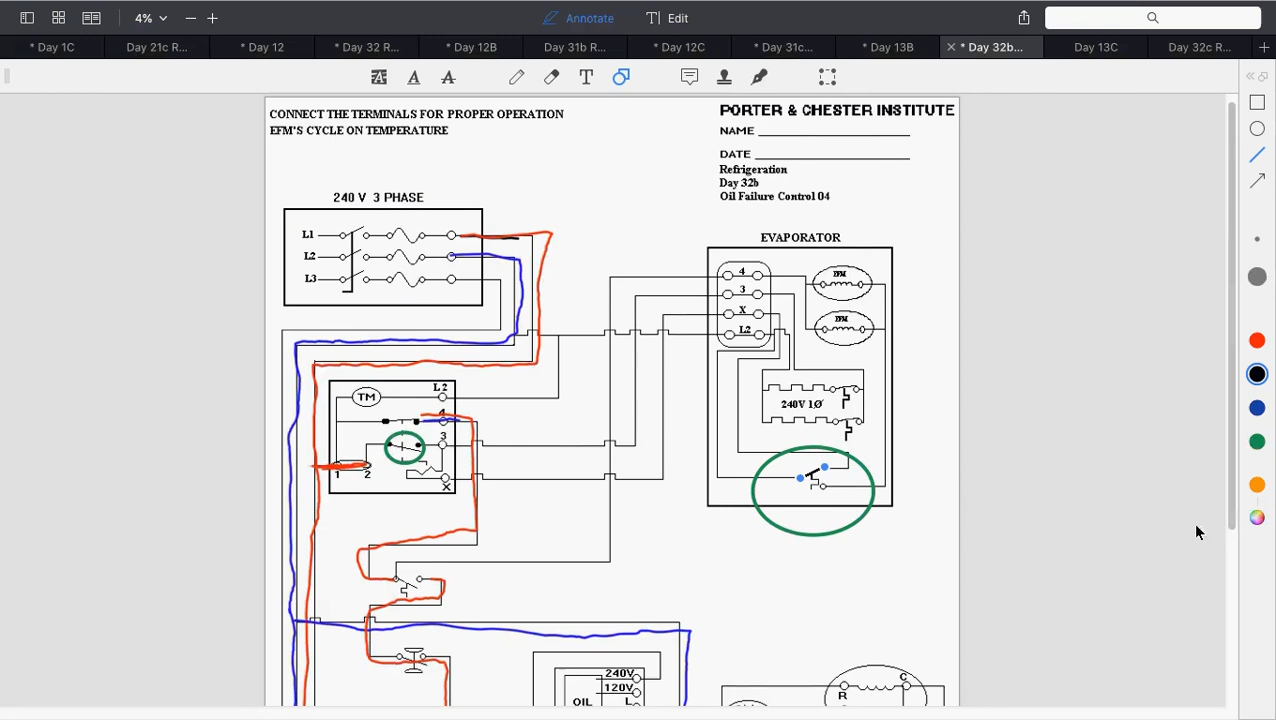 4%
Annotate
Edit
* Day 1C
Day 21c R...
* Day 12
* Day 32 R...
* Day 12B
Day 31b R...
* Day 12C
* Day 31c...
* Day 13B
* Day 32b...
Day 13C
Day 32c R...
CONNECT THE TERMINALS FOR PROPER OPERATION
EFM'S CYCLE ON TEMPERATURE
PORTER & CHESTER INSTITUTE
NAME
DATE
Refrigeration
Day 32b
Oil Failure Control 04
240 V 3 PHASE
L1
L2
L3
EVAPORATOR
4
3
X
L2
EFM
EFM
240V 1Ø
TM
L2
4
3
1
2
X
240V
120V
OIL
L
R
C